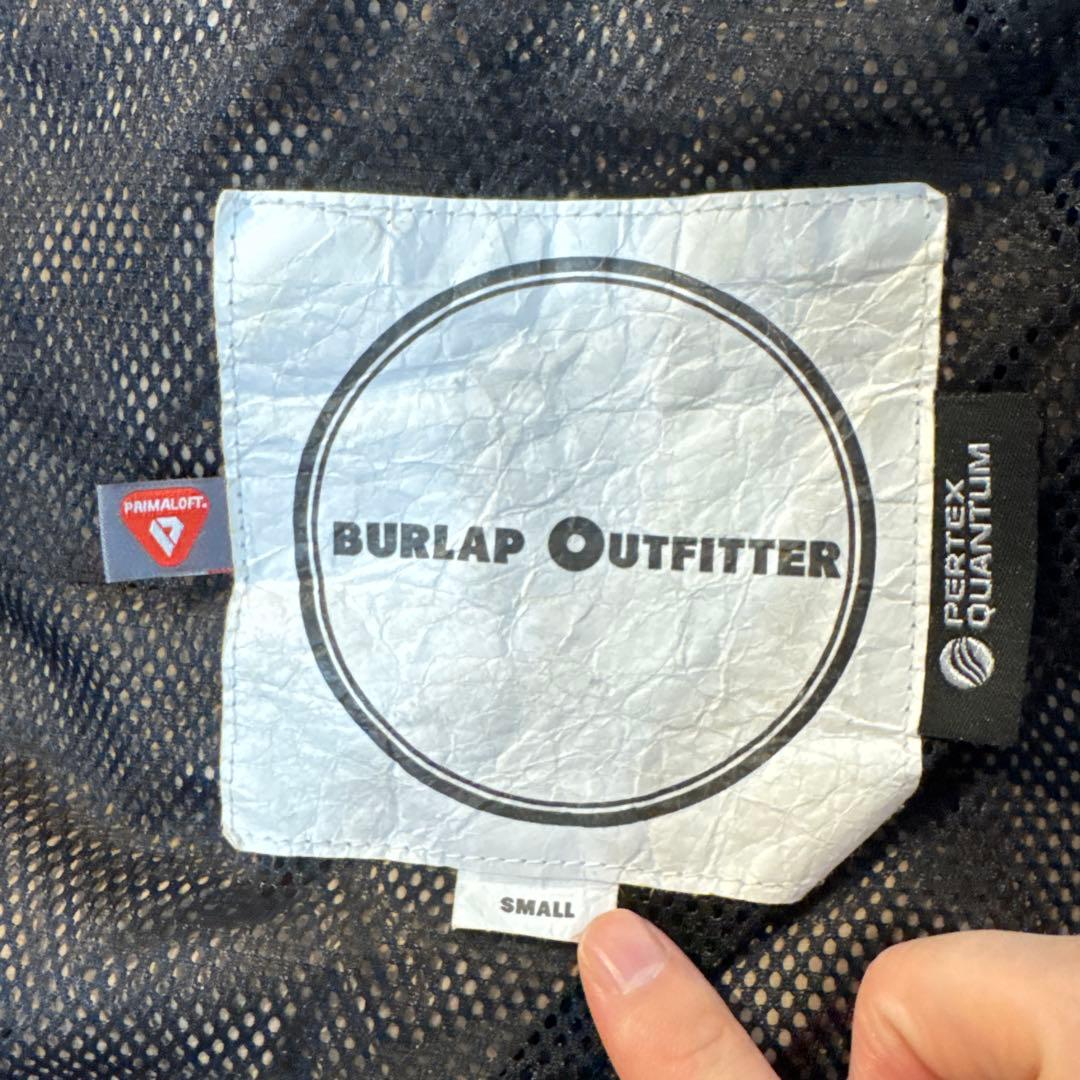 PRIMALOFT®
BURLAP OUTFITTER
PERTEX
QUANTUM
SMALL